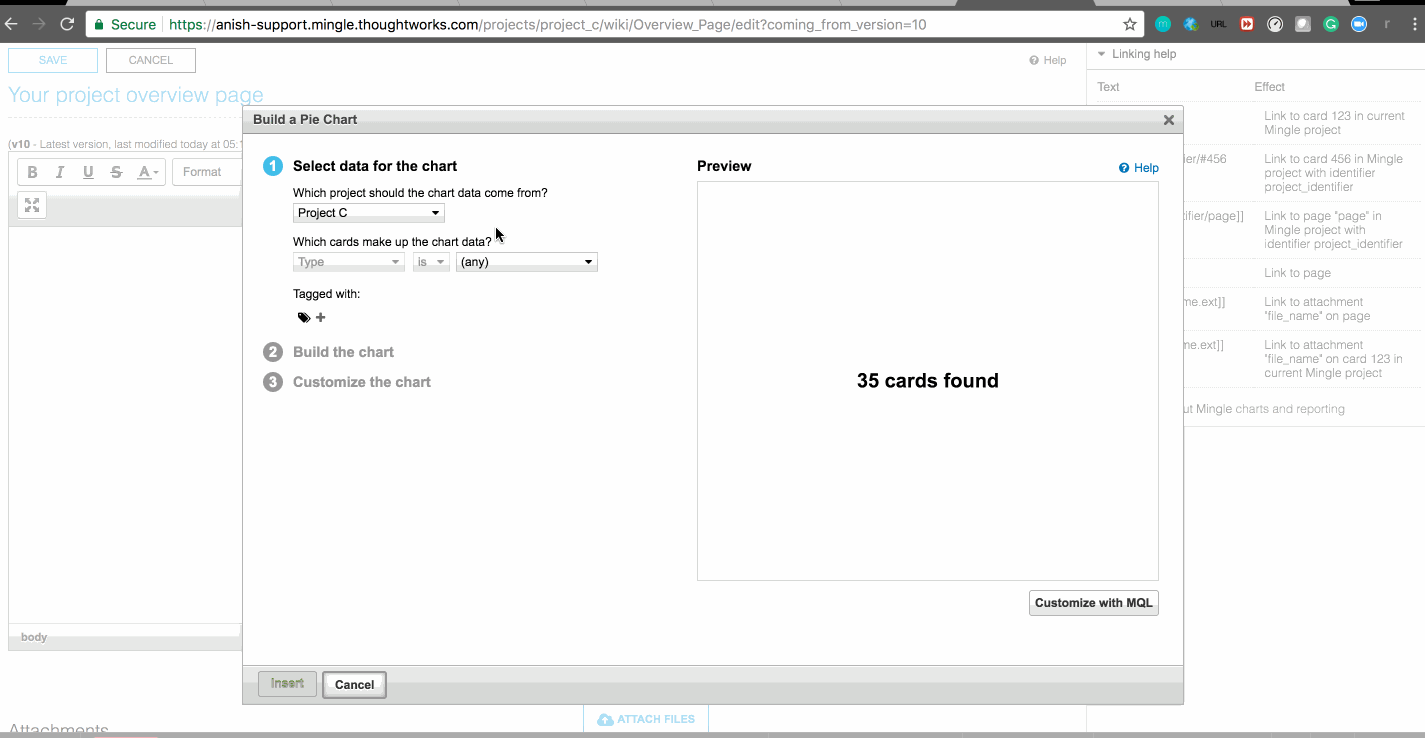 Secure https://anish-support.mingle.thoughtworks.com/projects/project_c/wiki/Overview_Page/edit?coming_from_version=10
URL
SAVE
CANCEL
Help
Your project overview page
(v10 - Latest version, last modified today at 05:
B I U S A
Format
body
Attachments
ATTACH FILES
Build a Pie Chart
1 Select data for the chart
Which project should the chart data come from?
Project C
Which cards make up the chart data?
Type is (any)
Tagged with:
2 Build the chart
3 Customize the chart
Preview
Help
35 cards found
Customize with MQL
Insert
Cancel
Linking help
Text Effect
Link to card 123 in current
Mingle project
ier/#456 Link to card 456 in Mingle
project with identifier
project_identifier
tifier/page]] Link to page "page" in
Mingle project with
identifier project_identifier
Link to page
me.ext]] Link to attachment
"file_name" on page
me.ext]] Link to attachment
"file_name" on card 123 in
current Mingle project
ut Mingle charts and reporting